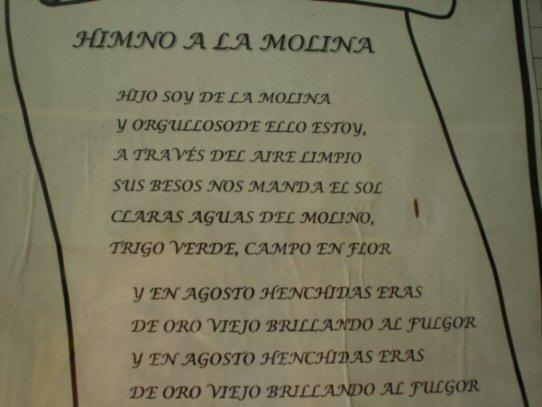 HIMNO A LA MOLINA
HIJO SOY DE LA MOLINA
Y ORGULLOSODE ELLO ESTOY,
A TRAVÉS DEL AIRE LIMPIO
SUS BESOS NOS MANDA EL SOL
CLARAS AGUAS DEL MOLINO,
TRIGO VERDE, CAMPO EN FLOR
Y EN AGOSTO HENCHIDAS ERAS
DE ORO VIEJO BRILLANDO AL FULGOR
Y EN AGOSTO HENCHIDAS ERAS
DE ORO VIEJO BRILLANDO AL FULGOR